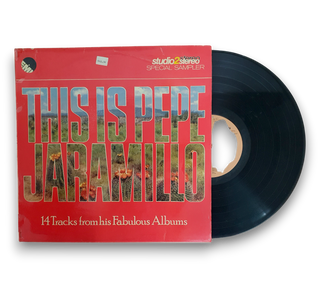 studio2stereo
SPECIAL SAMPLER
THIS IS PEPE
JARAMILLO
14 Tracks from his Fabulous Albums